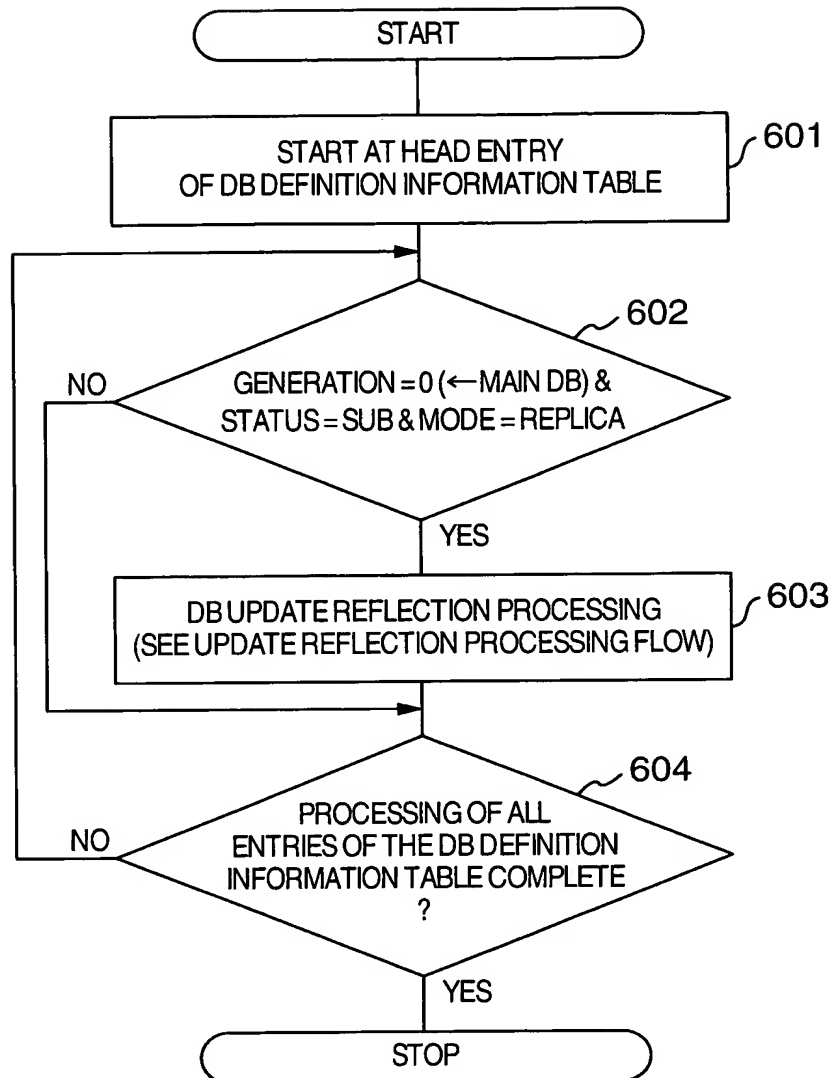 START
START AT HEAD ENTRY
OF DB DEFINITION INFORMATION TABLE
601
602
NO
GENERATION = 0 (←MAIN DB) &
STATUS = SUB & MODE = REPLICA
YES
DB UPDATE REFLECTION PROCESSING
(SEE UPDATE REFLECTION PROCESSING FLOW)
603
604
NO
PROCESSING OF ALL
ENTRIES OF THE DB DEFINITION
INFORMATION TABLE COMPLETE
?
YES
STOP